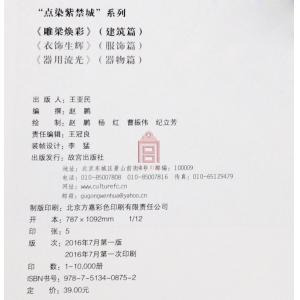 “点染紫禁城”系列
《雕梁焕彩》（建筑篇）
《衣饰生辉》（服饰篇）
《器用流光》（器物篇）
出 版 人：王亚民
编 撰：赵 鹏
绘 制：赵 鹏 杨 红 曹振伟 纪立芳
责任编辑：王冠良
装帧设计：李 猛
出版发行：故宫出版社
地址：北京东城区景山前街4号 邮编：100009
电话：010-85007808 010-85007816 传真：010-65129479
网址：www.culturefc.cn
邮箱：gugongwenhua@yahoo.cn
制版印刷：北京方嘉彩色印刷有限责任公司
开 本：787×1092mm 1/12
印 张：5
版 次：2016年7月第一版
2016年7月第一次印刷
印 数：1-10,000册
ISBN书号：978-7-5134-0875-2
定 价：39.00元